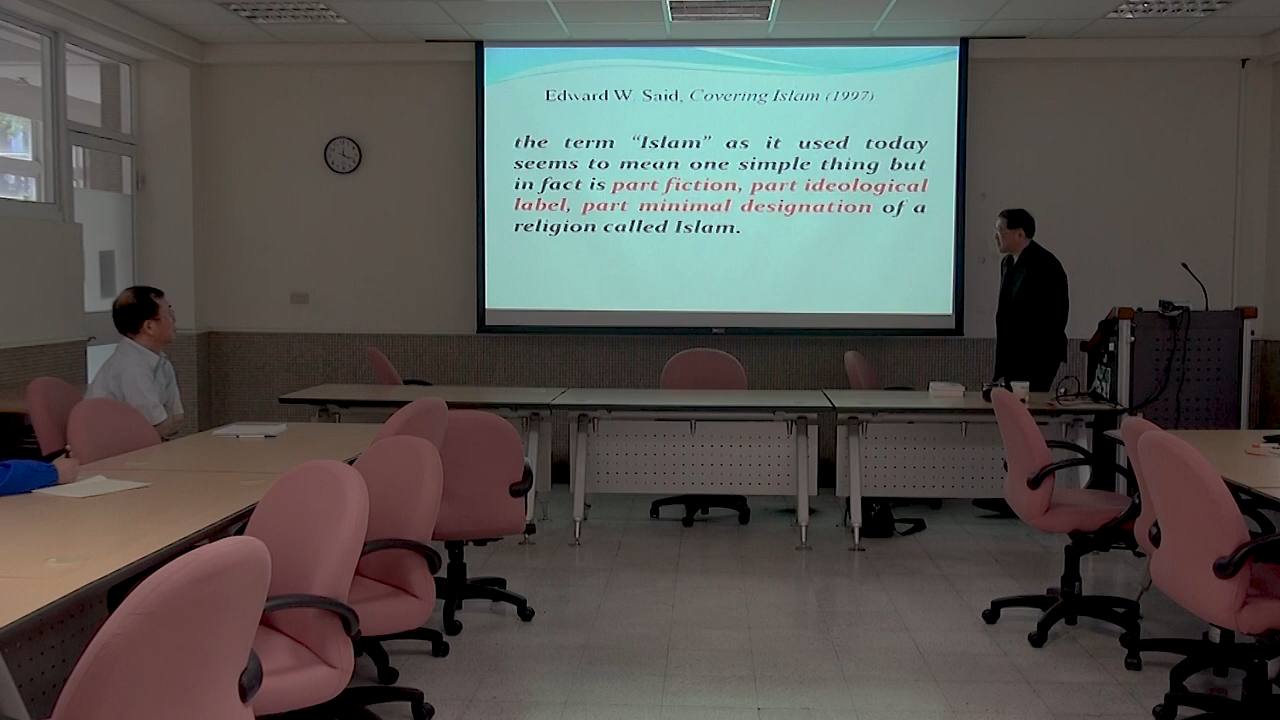 Edward W. Said, Covering Islam (1997)
the term “Islam” as it used today
seems to mean one simple thing but
in fact is part fiction, part ideological
label, part minimal designation of a
religion called Islam.